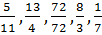 5/11, 13/4, 72/72, 8/3, 1/7